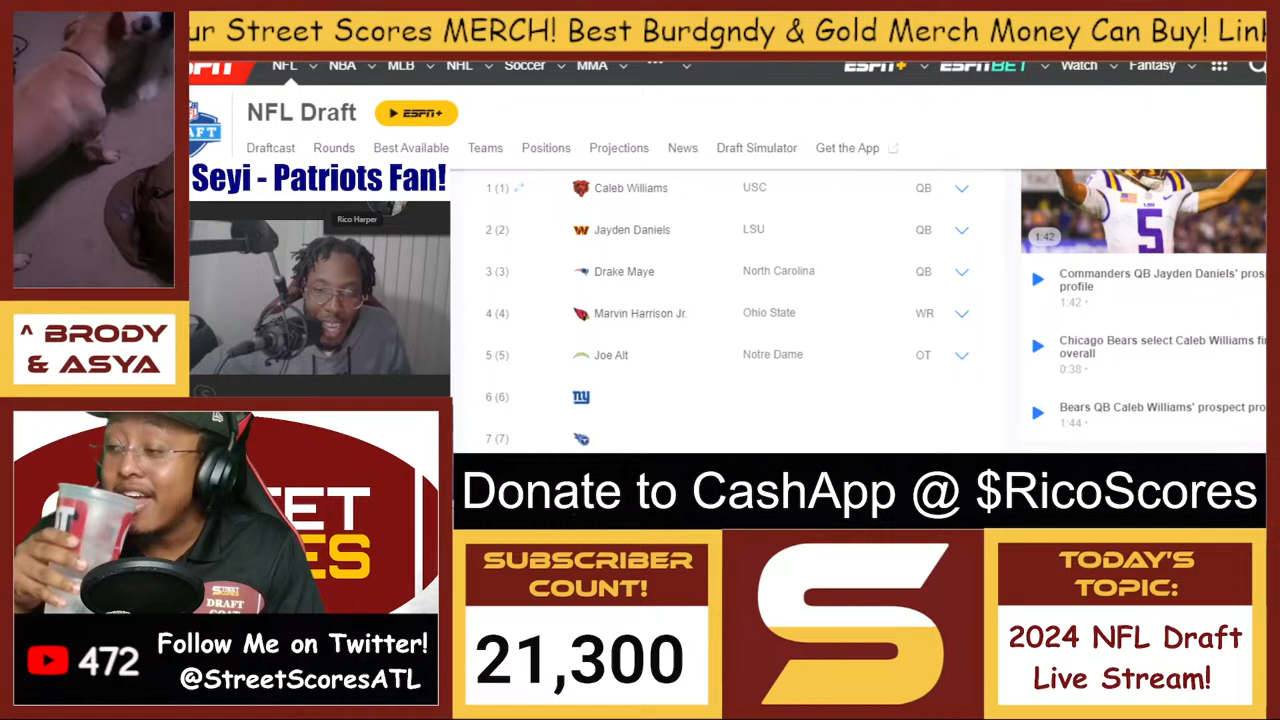 ur Street Scores MERCH! Best Burdgndy & Gold Merch Money Can Buy! Link
NFL NBA MLB NHL Soccer MMA ... ESPN+ ESPNBET Watch Fantasy
NFL Draft
ESPN+
Draftcast Rounds Best Available Teams Positions Projections News Draft Simulator Get the App
Seyi - Patriots Fan!
Rico Harper
1 (1) Caleb Williams USC QB
2 (2) Jayden Daniels LSU QB
3 (3) Drake Maye North Carolina QB
4 (4) Marvin Harrison Jr. Ohio State WR
5 (5) Joe Alt Notre Dame OT
6 (6) ny
7 (7)
5
1:42
Commanders QB Jayden Daniels' pros
profile
1:42
Chicago Bears select Caleb Williams fi
overall
0:38
Bears QB Caleb Williams' prospect pro
1:44
^ BRODY
& ASYA
Donate to CashApp @ $RicoScores
DRAFT
472
Follow Me on Twitter!
@StreetScoresATL
SUBSCRIBER
COUNT!
21,300
S
TODAY'S
TOPIC:
2024 NFL Draft
Live Stream!